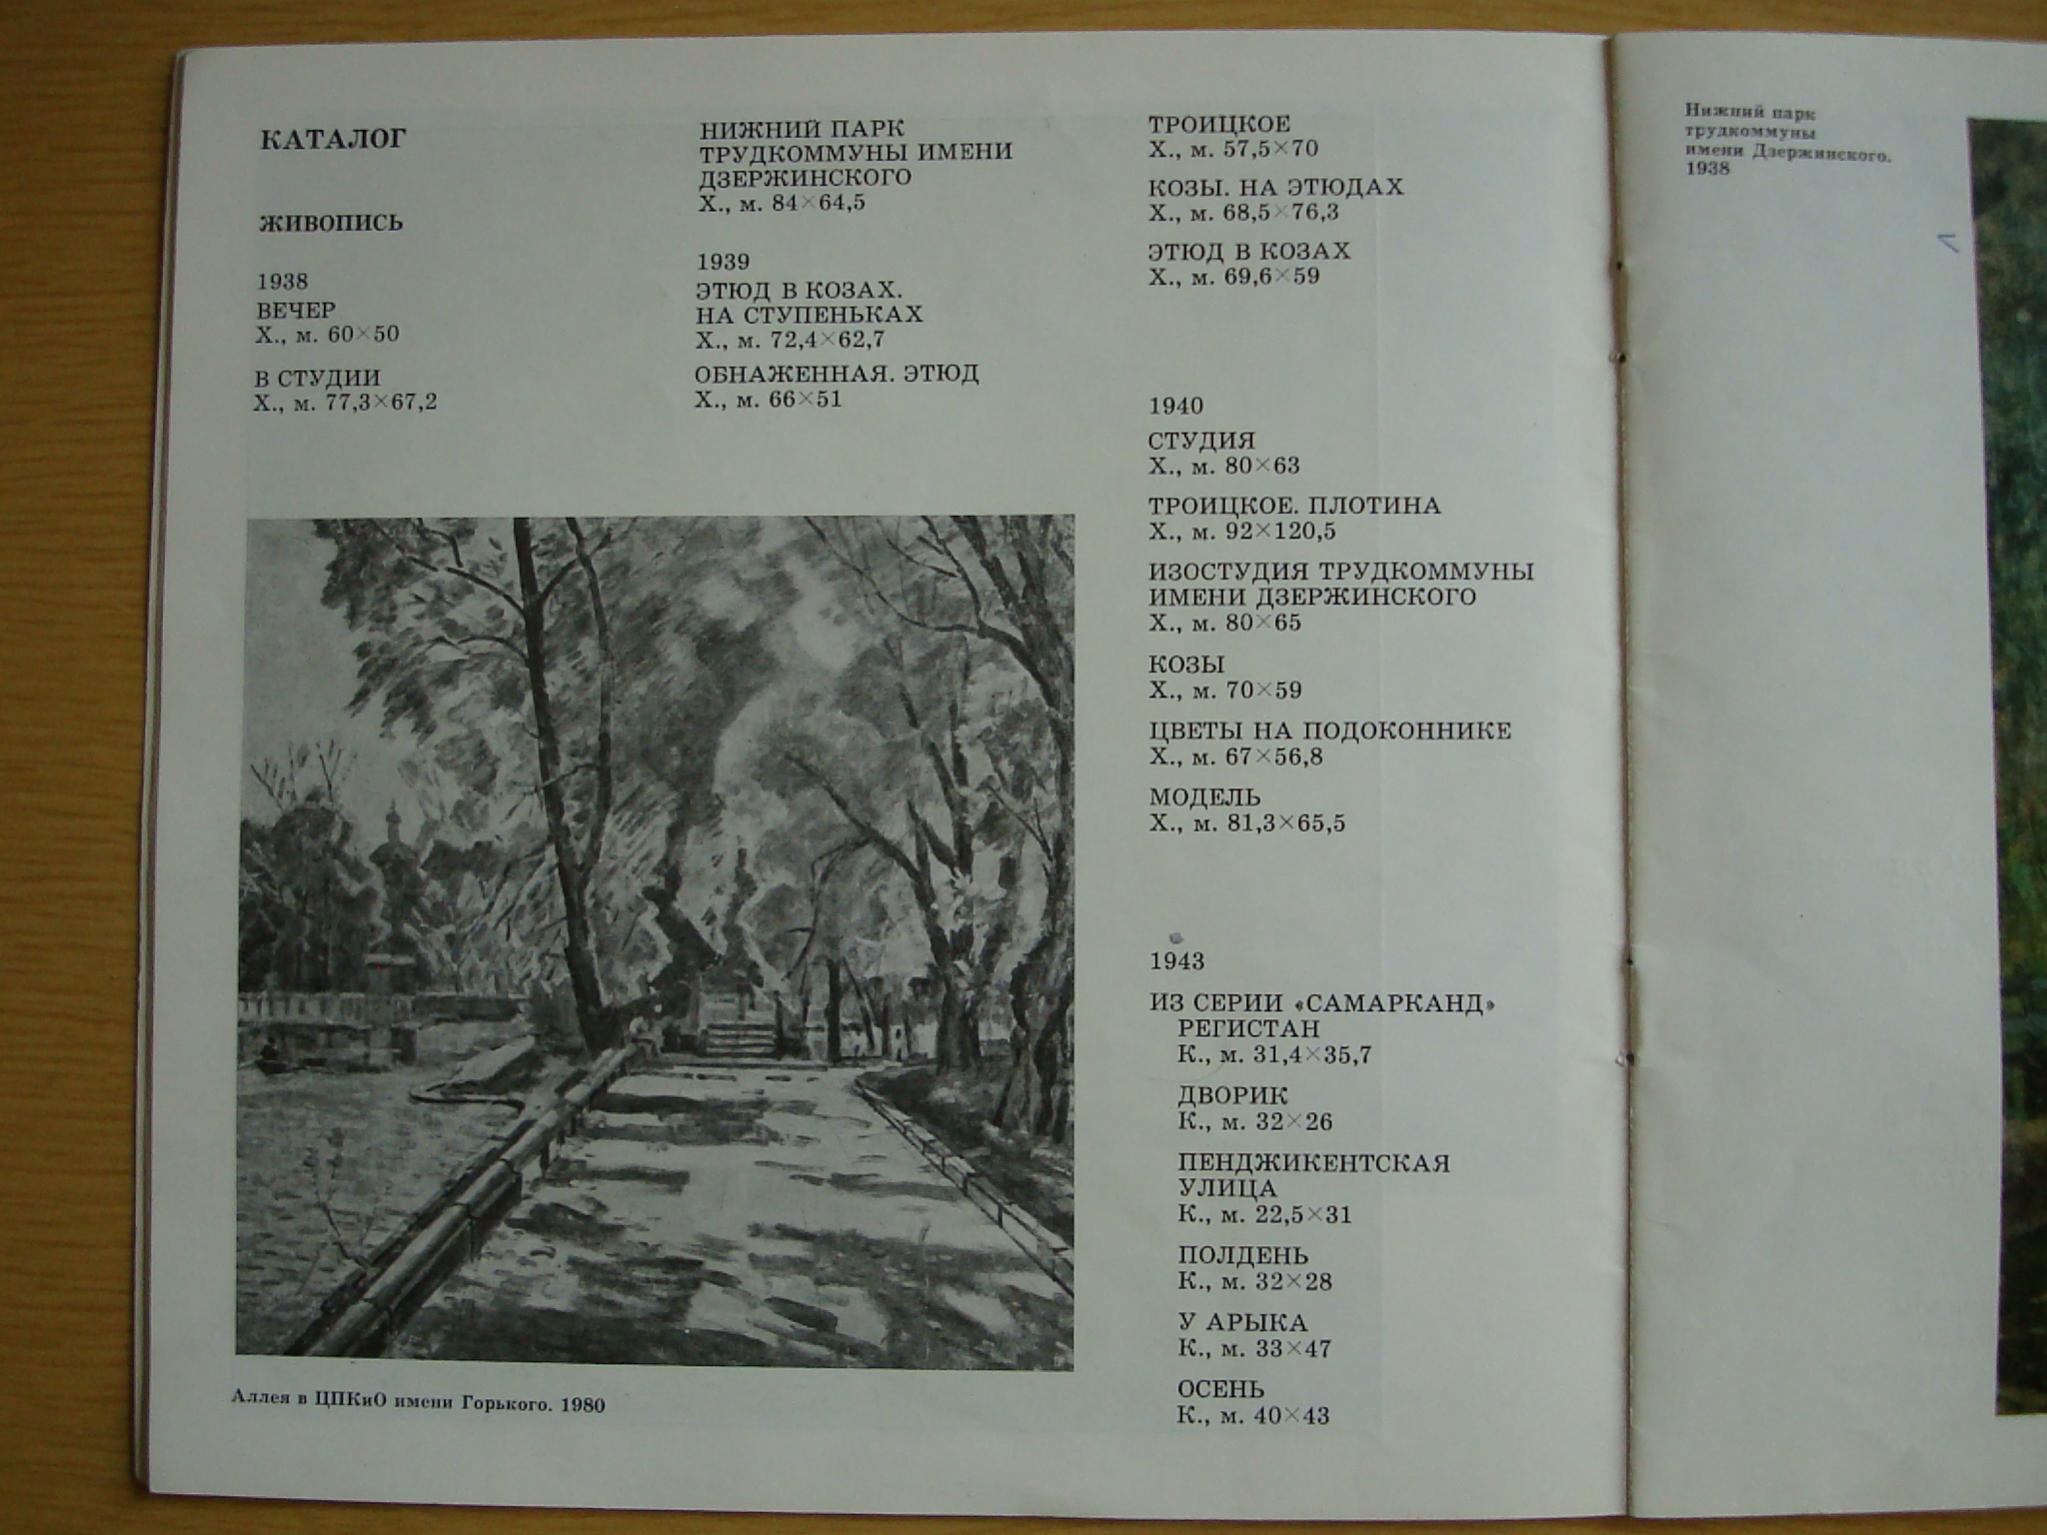 КАТАЛОГ
ЖИВОПИСЬ
1938
ВЕЧЕР
Х., м. 60×50
В СТУДИИ
Х., м. 77,3×67,2
НИЖНИЙ ПАРК
ТРУДКОММУНЫ ИМЕНИ
ДЗЕРЖИНСКОГО
Х., м. 84×64,5
1939
ЭТЮД В КОЗАХ.
НА СТУПЕНЬКАХ
Х., м. 72,4×62,7
ОБНАЖЕННАЯ. ЭТЮД
Х., м. 66×51
Аллея в ЦПКиО имени Горького. 1980
ТРОИЦКОЕ
Х., м. 57,5×70
КОЗЫ. НА ЭТЮДАХ
Х., м. 68,5×76,3
ЭТЮД В КОЗАХ
Х., м. 69,6×59
1940
СТУДИЯ
Х., м. 80×63
ТРОИЦКОЕ. ПЛОТИНА
Х., м. 92×120,5
ИЗОСТУДИЯ ТРУДКОММУНЫ
ИМЕНИ ДЗЕРЖИНСКОГО
Х., м. 80×65
КОЗЫ
Х., м. 70×59
ЦВЕТЫ НА ПОДОКОННИКЕ
Х., м. 67×56,8
МОДЕЛЬ
Х., м. 81,3×65,5
1943
ИЗ СЕРИИ «САМАРКАНД»
РЕГИСТАН
К., м. 31,4×35,7
ДВОРИК
К., м. 32×26
ПЕНДЖИКЕНТСКАЯ
УЛИЦА
К., м. 22,5×31
ПОЛДЕНЬ
К., м. 32×28
У АРЫКА
К., м. 33×47
ОСЕНЬ
К., м. 40×43
Нижний парк
трудкоммуны
имени Дзержинского.
1938